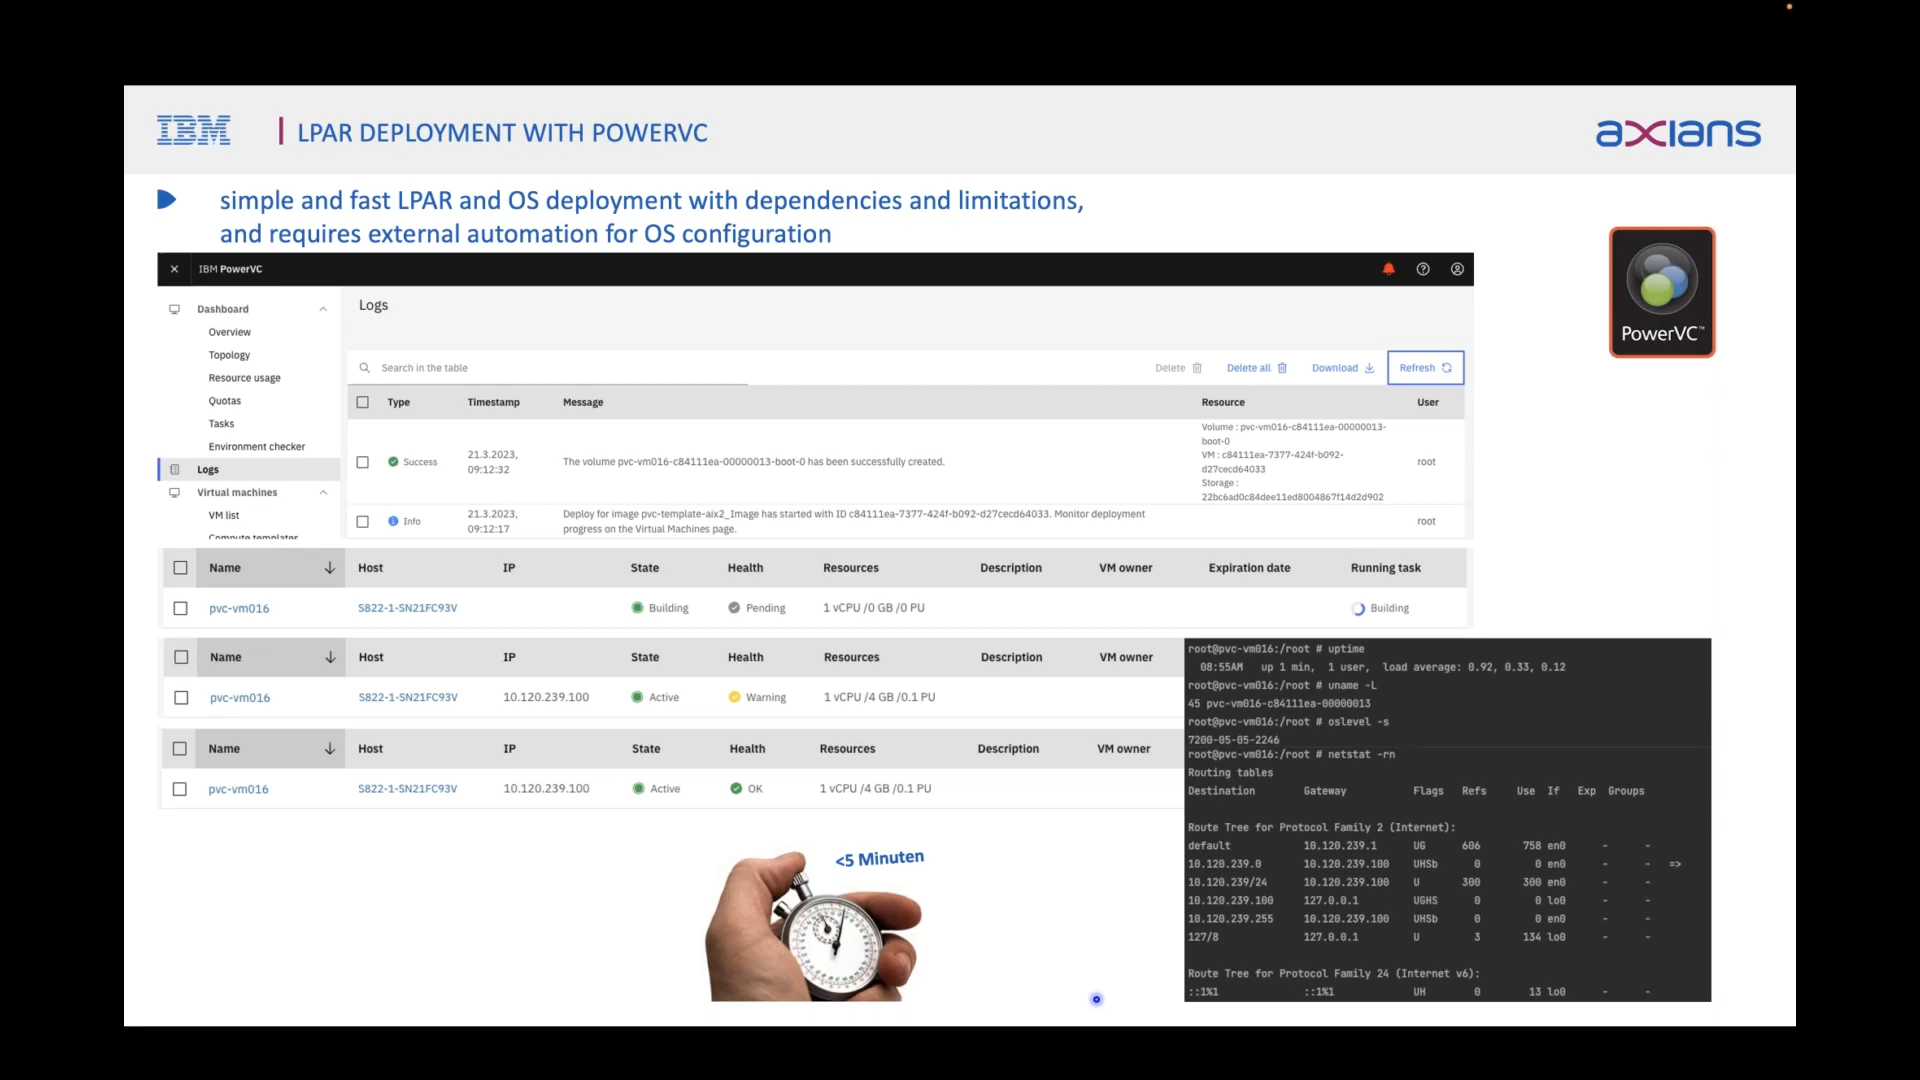 IBM
LPAR DEPLOYMENT WITH POWERVC
axians
simple and fast LPAR and OS deployment with dependencies and limitations,
and requires external automation for OS configuration
PowerVC™
IBM PowerVC
Dashboard
Overview
Topology
Resource usage
Quotas
Tasks
Environment checker
Logs
Virtual machines
VM list
Compute templates
Logs
Search in the table
Delete
Delete all
Download
Refresh
Type Timestamp Message Resource User
Success
21.3.2023,
09:12:32
The volume pvc-vm016-c84111ea-00000013-boot-0 has been successfully created.
Volume : pvc-vm016-c84111ea-00000013-
boot-0
VM : c84111ea-7377-424f-b092-
d27cecd64033
Storage :
22bc6ad0c84dee11ed8004867f14d2d902
root
Info
21.3.2023,
09:12:17
Deploy for image pvc-template-aix2_Image has started with ID c84111ea-7377-424f-b092-d27cecd64033. Monitor deployment
progress on the Virtual Machines page.
root
Name Host IP State Health Resources Description VM owner Expiration date Running task
pvc-vm016 S822-1-SN21FC93V Building Pending 1 vCPU /0 GB /0 PU Building
Name Host IP State Health Resources Description VM owner
pvc-vm016 S822-1-SN21FC93V 10.120.239.100 Active Warning 1 vCPU /4 GB /0.1 PU
Name Host IP State Health Resources Description VM owner
pvc-vm016 S822-1-SN21FC93V 10.120.239.100 Active OK 1 vCPU /4 GB /0.1 PU
root@pvc-vm016:/root # uptime
08:55AM up 1 min, 1 user, load average: 0.92, 0.33, 0.12
root@pvc-vm016:/root # uname -L
45 pvc-vm016-c84111ea-00000013
root@pvc-vm016:/root # oslevel -s
7200-05-05-2246
root@pvc-vm016:/root # netstat -rn
Routing tables
Destination Gateway Flags Refs Use If Exp Groups
Route Tree for Protocol Family 2 (Internet):
default 10.120.239.1 UG 606 758 en0 - -
10.120.239.0 10.120.239.100 UHSb 0 0 en0 - - =>
10.120.239/24 10.120.239.100 U 300 300 en0 - -
10.120.239.100 127.0.0.1 UGHS 0 0 lo0 - -
10.120.239.255 10.120.239.100 UHSb 0 0 en0 - -
127/8 127.0.0.1 U 3 134 lo0 - -
Route Tree for Protocol Family 24 (Internet v6):
::1%1 ::1%1 UH 0 13 lo0 - -
<5 Minuten